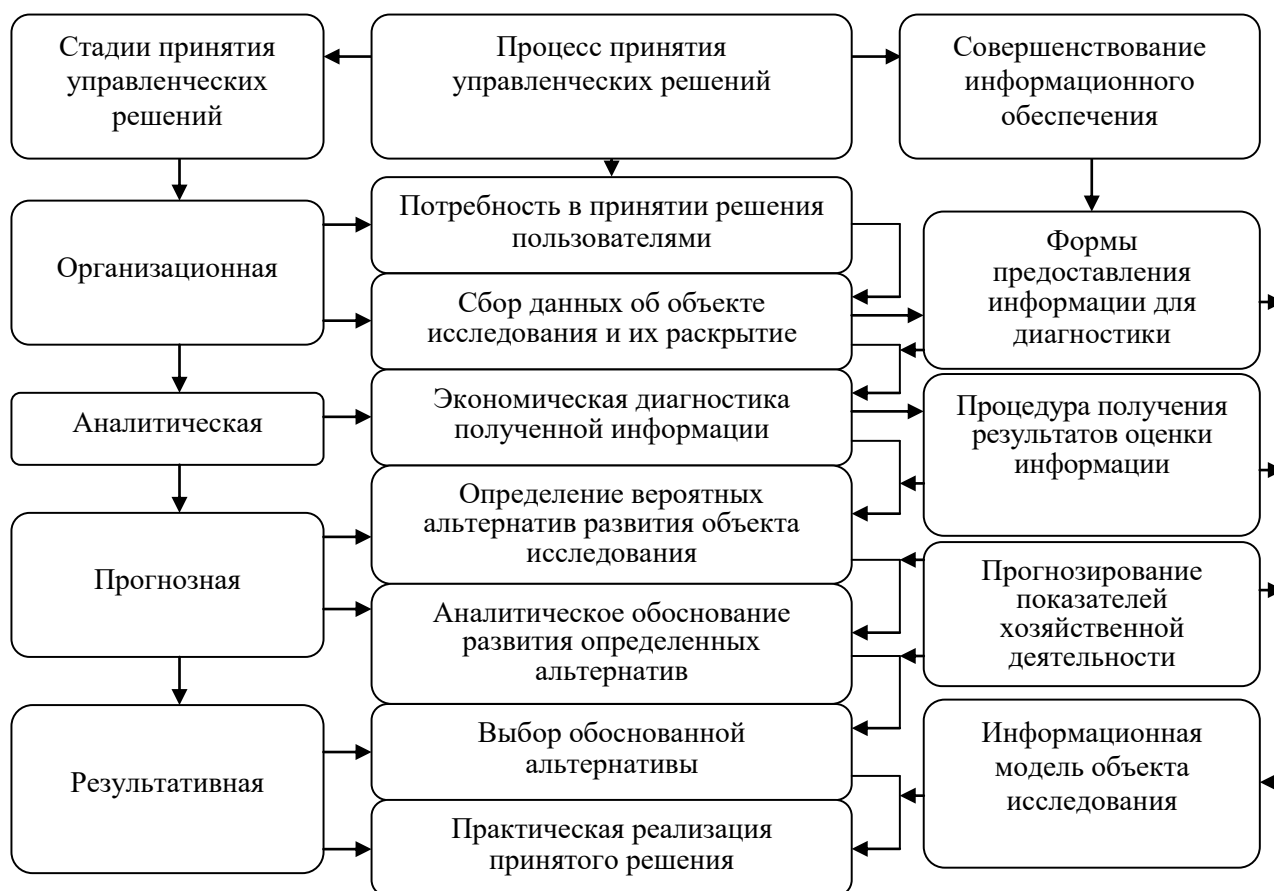 Стадии принятия
управленческих
решений
Процесс принятия
управленческих решений
Совершенствование
информационного
обеспечения
Организационная
Потребность в принятии решения
пользователями
Формы
предоставления
информации для
диагностики
Сбор данных об объекте
исследования и их раскрытие
Аналитическая
Экономическая диагностика
полученной информации
Процедура получения
результатов оценки
информации
Прогнозная
Определение вероятных
альтернатив развития объекта
исследования
Аналитическое обоснование
развития определенных
альтернатив
Прогнозирование
показателей
хозяйственной
деятельности
Результативная
Выбор обоснованной
альтернативы
Информационная
модель объекта
исследования
Практическая реализация
принятого решения